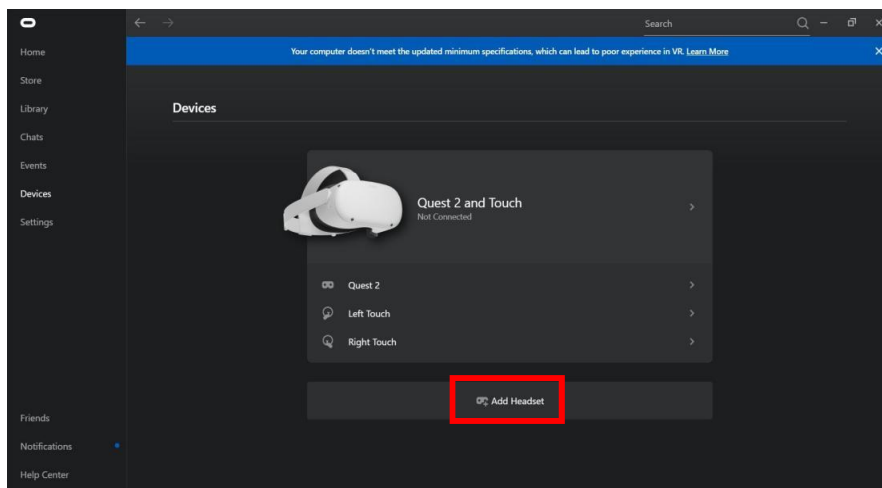 Search
Home
Your computer doesn't meet the updated minimum specifications, which can lead to poor experience in VR. Learn More
Store
Library
Devices
Chats
Events
Devices
Settings
Quest 2 and Touch
Not Connected
Quest 2
Left Touch
Right Touch
Add Headset
Friends
Notifications
Help Center